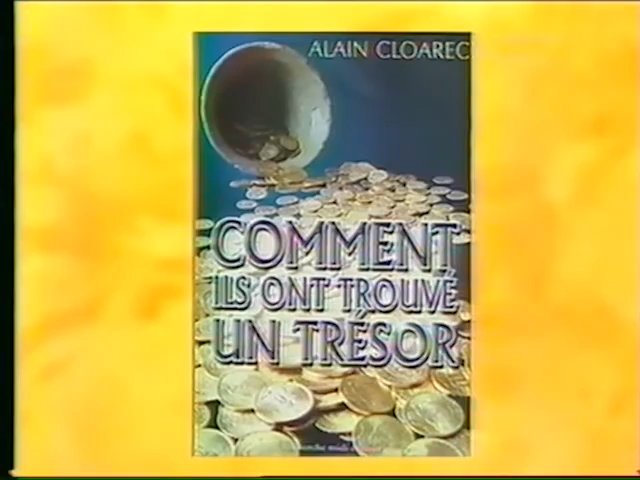 ALAIN CLOAREC
COMMENT
ILS ONT TROUVÉ
UN TRÉSOR